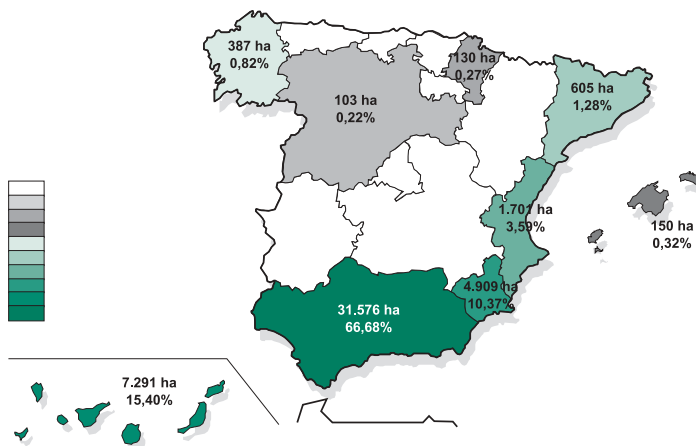 387 ha
0,82%
130 ha
0,27%
103 ha
0,22%
605 ha
1,28%
1.701 ha
3,59%
150 ha
0,32%
4.909 ha
10,37%
31.576 ha
66,68%
7.291 ha
15,40%